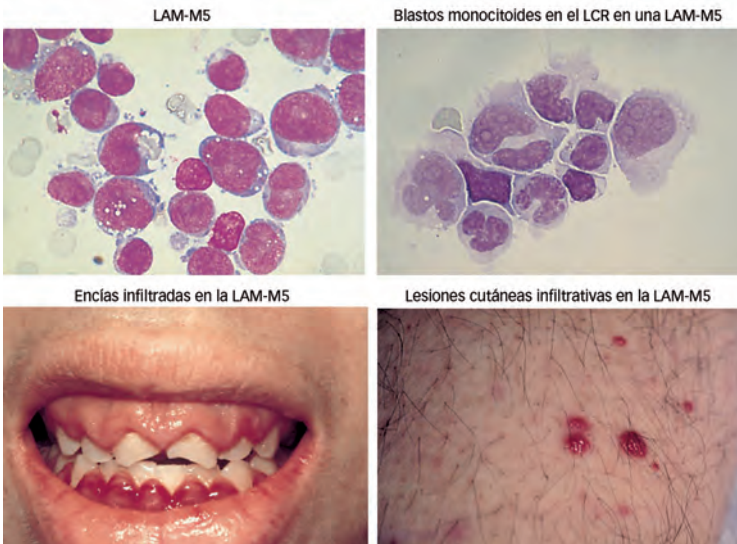 LAM-M5
Blastos monocitoides en el LCR en una LAM-M5
Encías infiltradas en la LAM-M5
Lesiones cutáneas infiltrativas en la LAM-M5